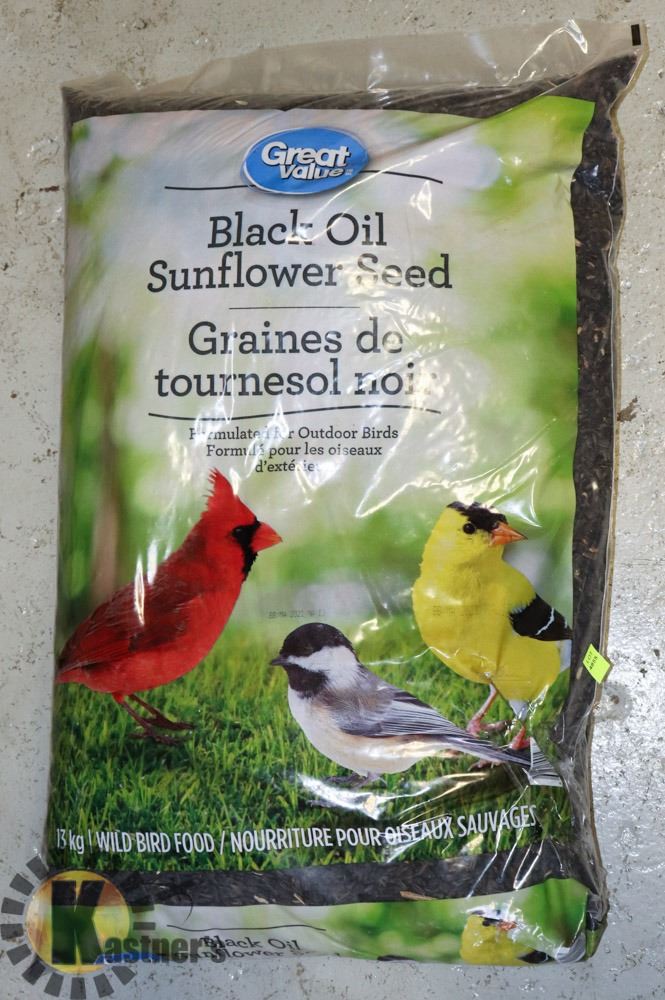 Great
Value
Black Oil
Sunflower Seed
Graines de
tournesol noir
Formulated for Outdoor Birds
Formulé pour les oiseaux
d'extérieur
13 kg | WILD BIRD FOOD / NOURRITURE POUR OISEAUX SAUVAGES
Kastners
Black Oil